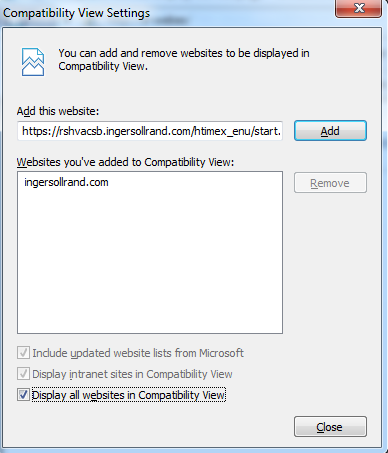 Compatibility View Settings
You can add and remove websites to be displayed in
Compatibility View.
Add this website:
https://rshvacsb.ingersollrand.com/htimex_enu/start.
Add
Websites you've added to Compatibility View:
ingersollrand.com
Remove
Include updated website lists from Microsoft
Display intranet sites in Compatibility View
Display all websites in Compatibility View
Close